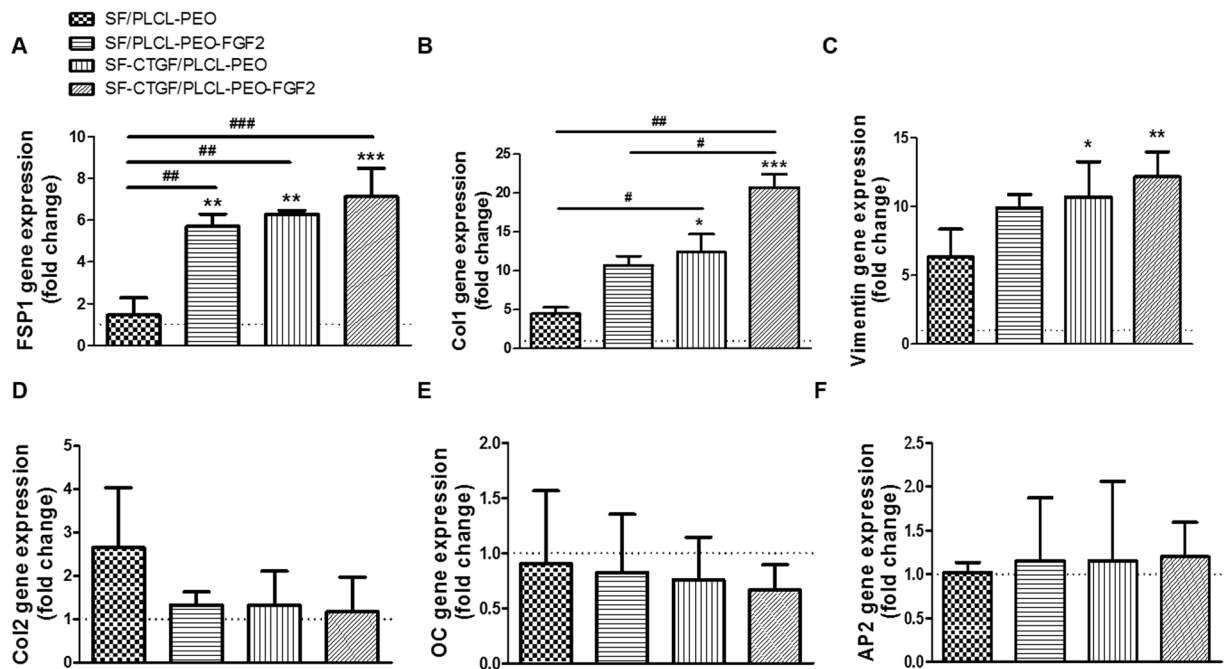 SF/PLCL-PEO
SF/PLCL-PEO-FGF2
SF-CTGF/PLCL-PEO
SF-CTGF/PLCL-PEO-FGF2
A
FSP1 gene expression
(fold change)
10
8
6
4
2
0
###
##
##
**
**
***
B
Col1 gene expression
(fold change)
25
20
15
10
5
0
##
#
#
*
***
C
Vimentin gene expression
(fold change)
15
10
5
0
*
**
D
Col2 gene expression
(fold change)
5
4
3
2
1
0
E
OC gene expression
(fold change)
2.0
1.5
1.0
0.5
0.0
F
AP2 gene expression
(fold change)
2.5
2.0
1.5
1.0
0.5
0.0